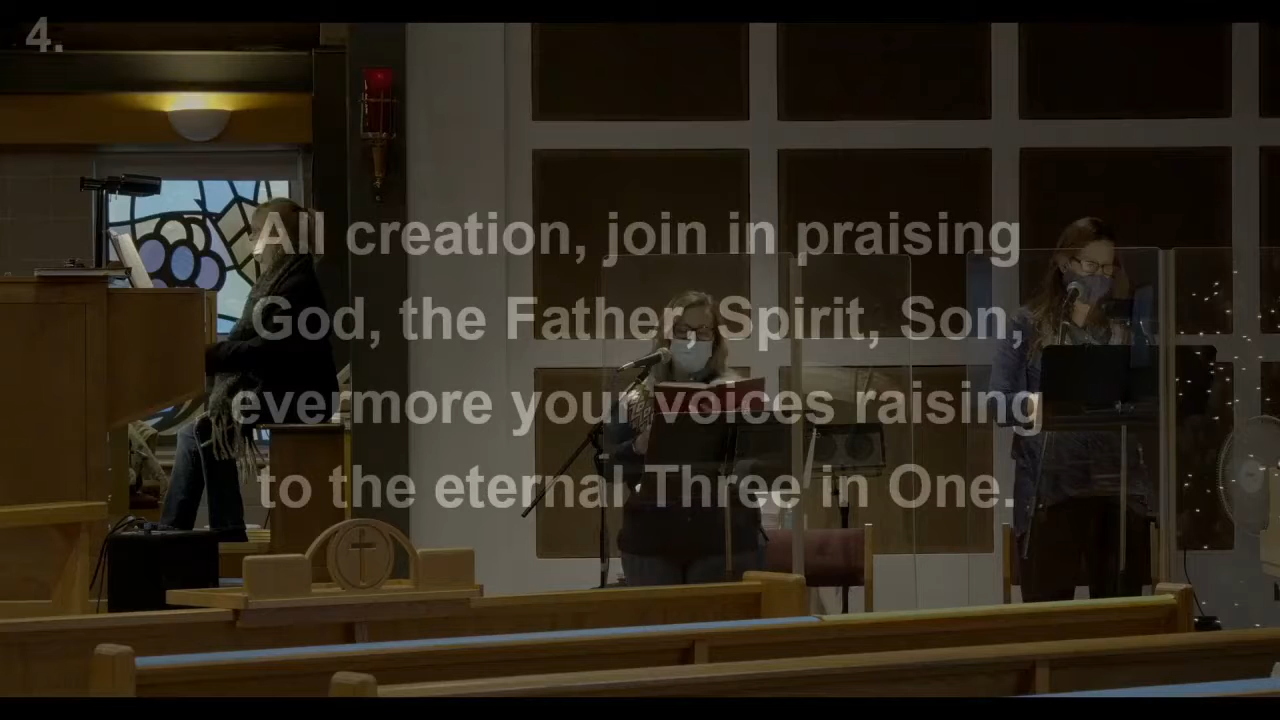 4.
All creation, join in praising
God, the Father, Spirit, Son,
evermore your voices raising
to the eternal Three in One.